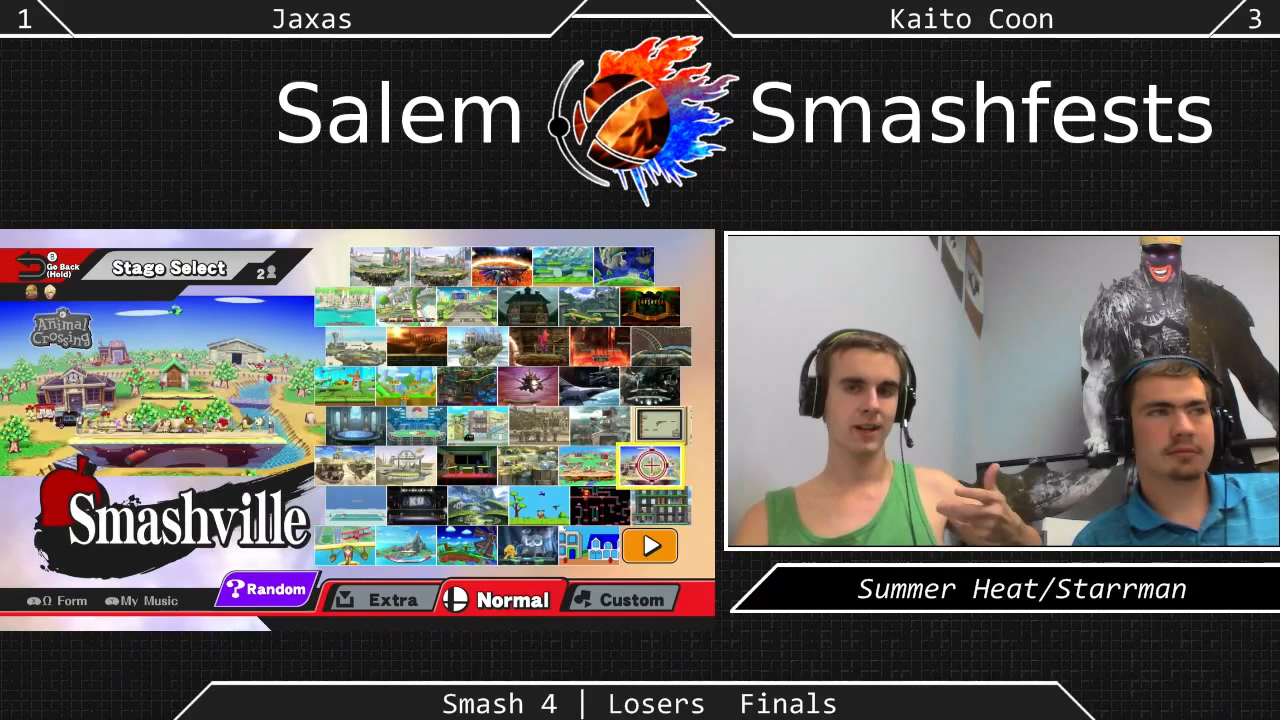 1 Jaxas Kaito Coon 3
Salem Smashfests
B
Go Back
(Hold)
Stage Select
2
Animal
Crossing
Smashville
Ω Form
My Music
? Random
Extra
Normal
Custom
Summer Heat/Starrman
Smash 4 | Losers Finals